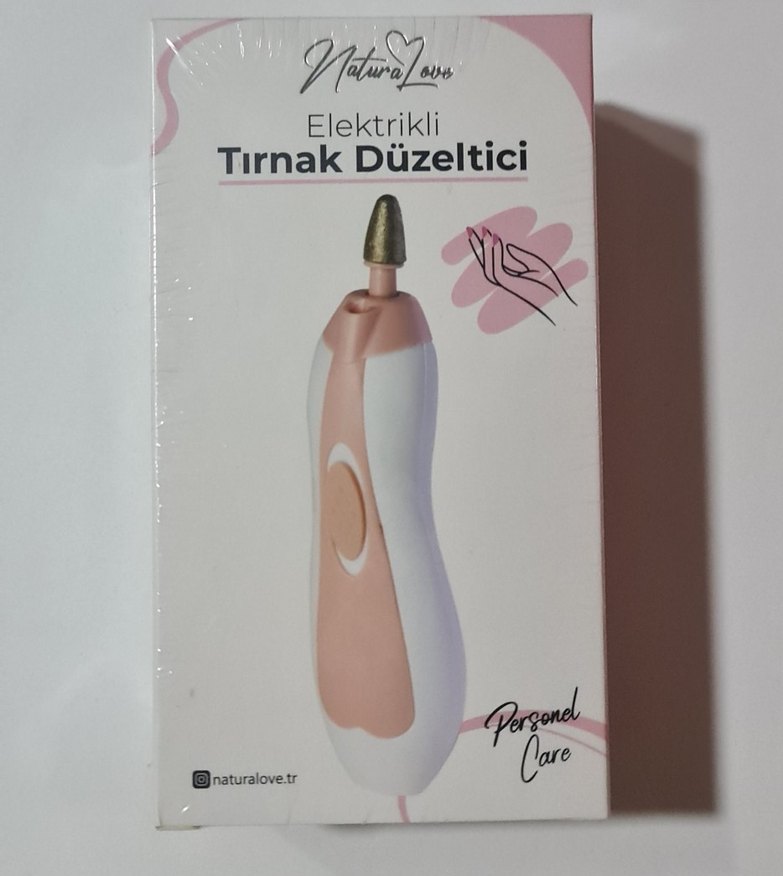 NaturaLove
Elektrikli
Tırnak Düzeltici
Personel
Care
naturalove.tr